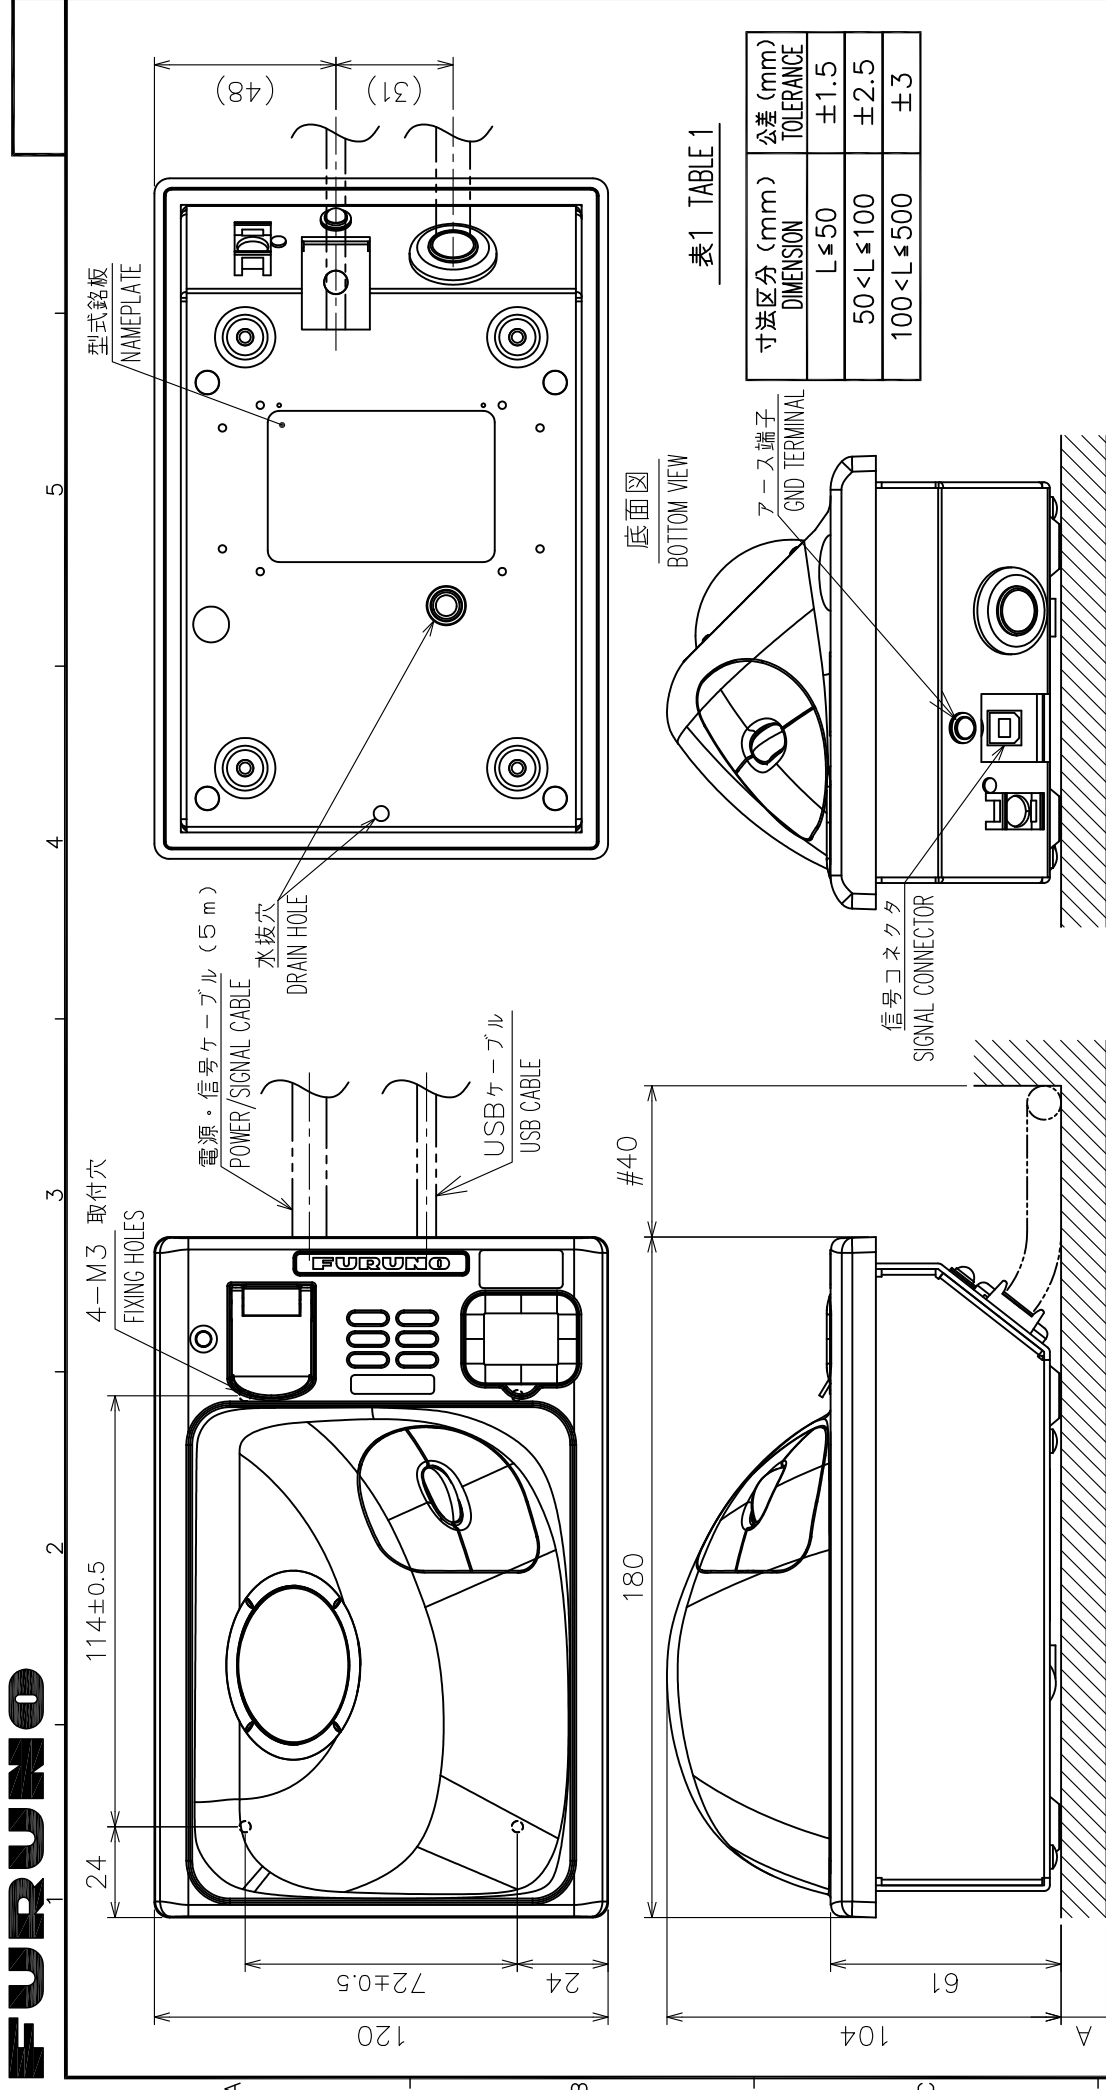 FURUNO
1
2
3
4
5
A
B
C
24
114±0.5
4-M3 取付穴
FIXING HOLES
電源・信号ケーブル (5m)
POWER/SIGNAL CABLE
USBケーブル
USB CABLE
FURUNO
120
72±0.5
24
水抜穴
DRAIN HOLE
型式銘板
NAMEPLATE
(48)
(31)
底面図
BOTTOM VIEW
180
#40
104
61
A
信号コネクタ
SIGNAL CONNECTOR
アース端子
GND TERMINAL
表1 TABLE 1
寸法区分 (mm) 公差 (mm)
DIMENSION TOLERANCE
L≦50 ±1.5
50<L≦100 ±2.5
100<L≦500 ±3